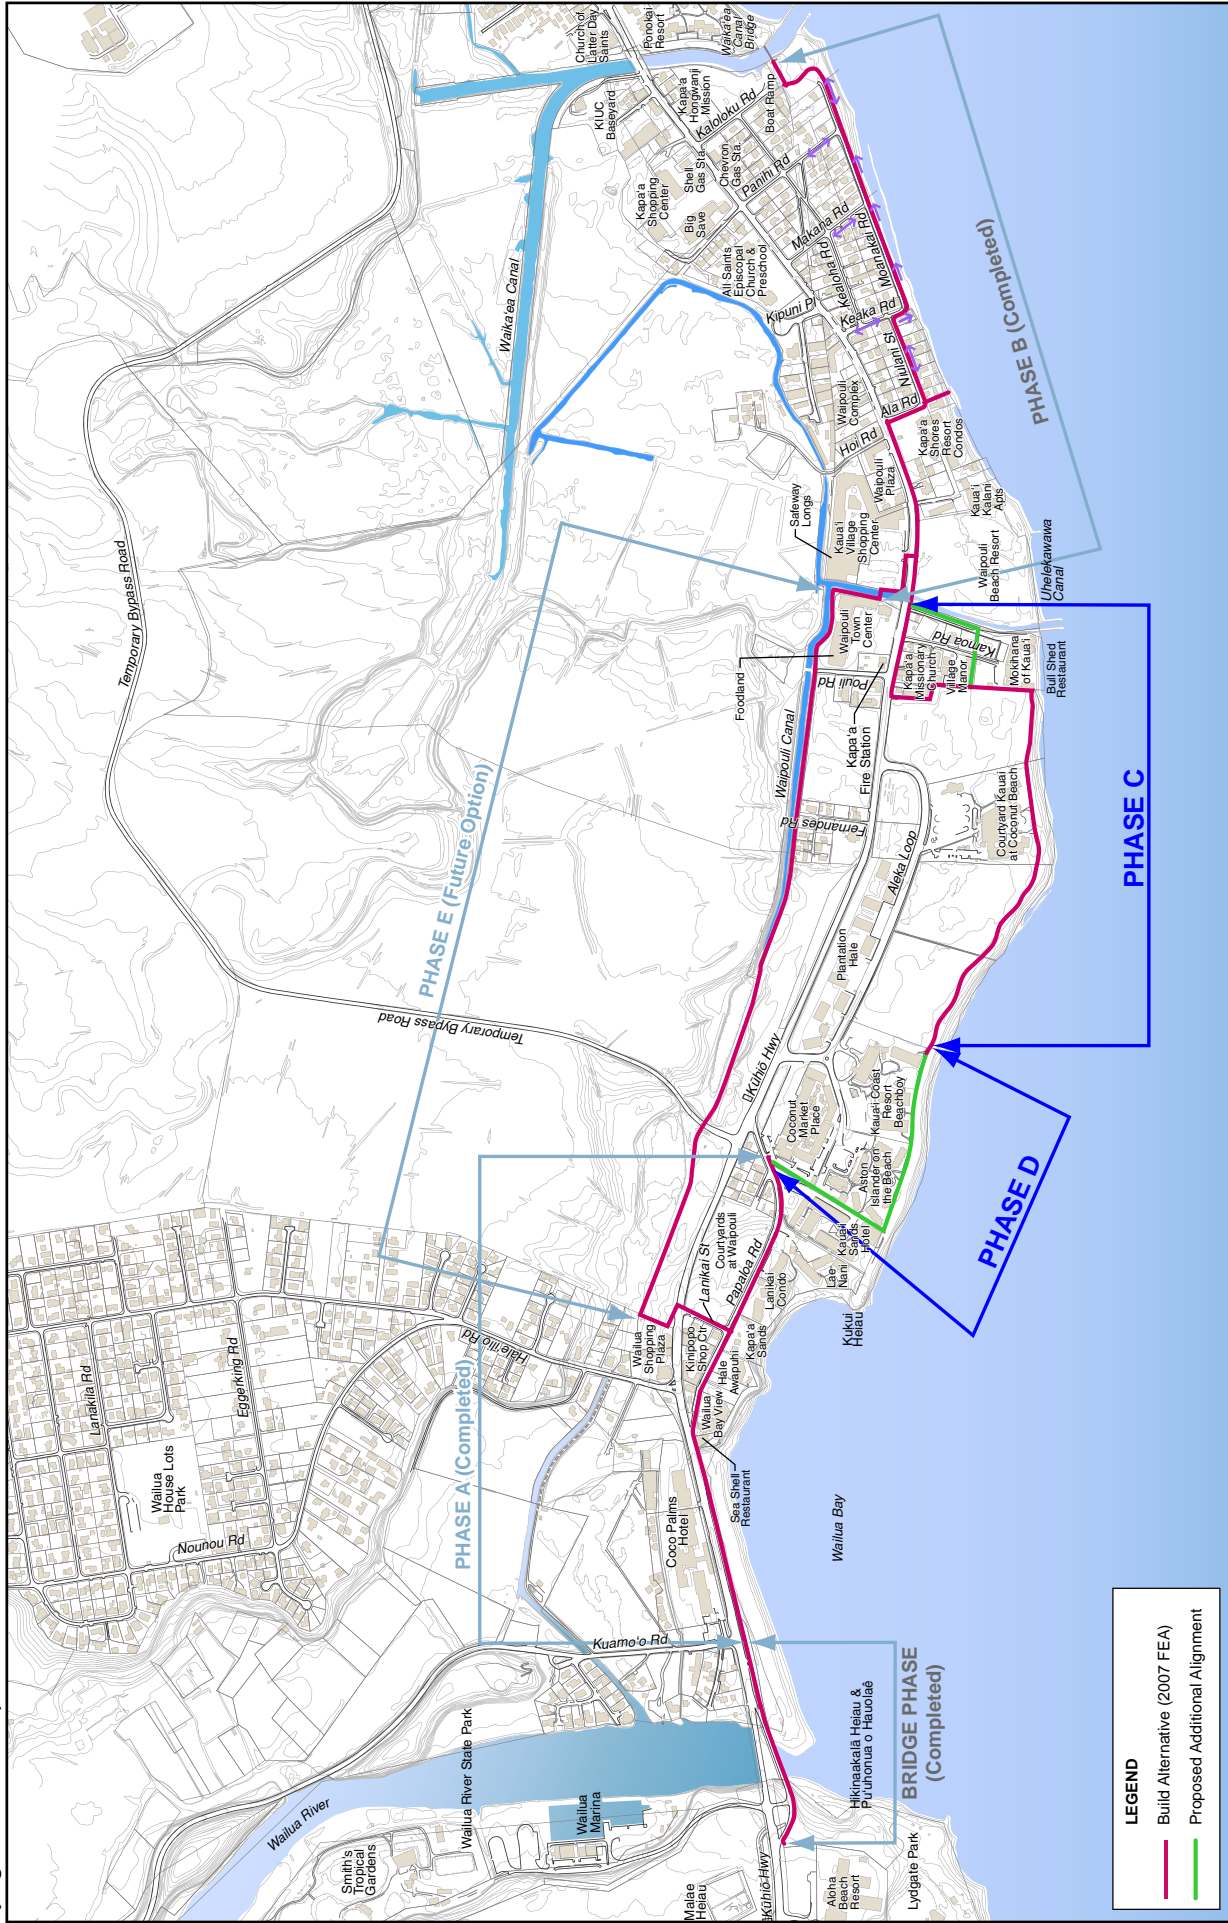 Church of
Latter Day
Saints
Ponokai
Resort
Waika'ea
Canal
Bridge
KIUC
Baseyard
Kapa'a
Hongwanji
Mission
Kaloloku Rd
Boat Ramp
Kapa'a
Shopping
Center
Shell
Gas Sta.
Chevron
Gas Sta.
Panihi Rd
Big
Save
Makaha Rd
All Saints
Episcopal
Church &
Preschool
Kealoha Rd
Moanakai Rd
Kipuni Pl
Keaka Rd
Niulani St
Waika'ea Canal
PHASE B (Completed)
Waipouli
Complex
Ala Rd
Hoi Rd
Kapa'a
Shores
Resort
Condos
Waipouli
Plaza
Kaua'i
Kalani
Apts
Safeway
Longs
Kaua'i
Village
Shopping
Center
Waipouli
Beach Resort
Uhelekawawa
Canal
Temporary Bypass Road
Waipouli
Town
Center
Kamoa Rd
Foodland
Pouli Rd
Kapa'a
Missionary
Church
Village
Manor
Mokihana
of Kaua'i
Bull Shed
Restaurant
Waipouli Canal
Kapa'a
Fire Station
Fernandes Rd
PHASE E (Future Option)
Aleka Loop
Courtyard Kauai
at Coconut Beach
PHASE C
Plantation
Hale
Temporary Bypass Road
Kūhiō Hwy
Coconut
Market
Place
Kaua'i Coast
Resort
Beachboy
Aston
Islander on
the Beach
PHASE D
Kaua'i
Sands
Hotel
Lae
Nani
Courtyards
at Waipouli
Lanikai St
Papaloa Rd
Lanikai
Condo
Kukui
Heiau
Wailua
Shopping
Plaza
Kinipopo
Shop Ctr
Kapa'a
Sands
Hale
Awapuhi
Wailua
Bay View
Haleilio Rd
Sea Shell
Restaurant
Lanakila Rd
Eggerking Rd
PHASE A (Completed)
Wailua
House Lots
Park
Nounou Rd
Coco Palms
Hotel
Wailua Bay
Kuamo'o Rd
BRIDGE PHASE
(Completed)
Hikinaakalā Heiau &
Pu'uhonua o Hauolaē
Wailua River State Park
Wailua River
Wailua
Marina
Smith's
Tropical
Gardens
Malae
Heiau
Kūhiō Hwy
Aloha
Beach
Resort
Lydgate Park
LEGEND
Build Alternative (2007 FEA)
Proposed Additional Alignment